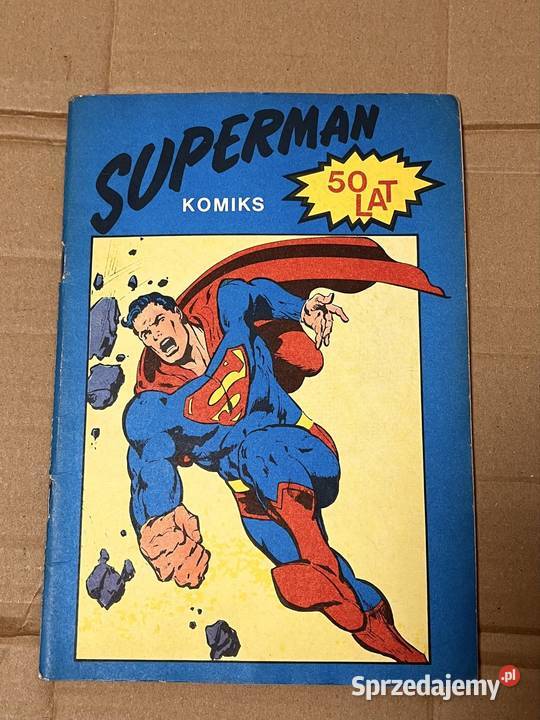 SUPERMAN
KOMIKS
50 LAT
S
Sprzedajemy.pl